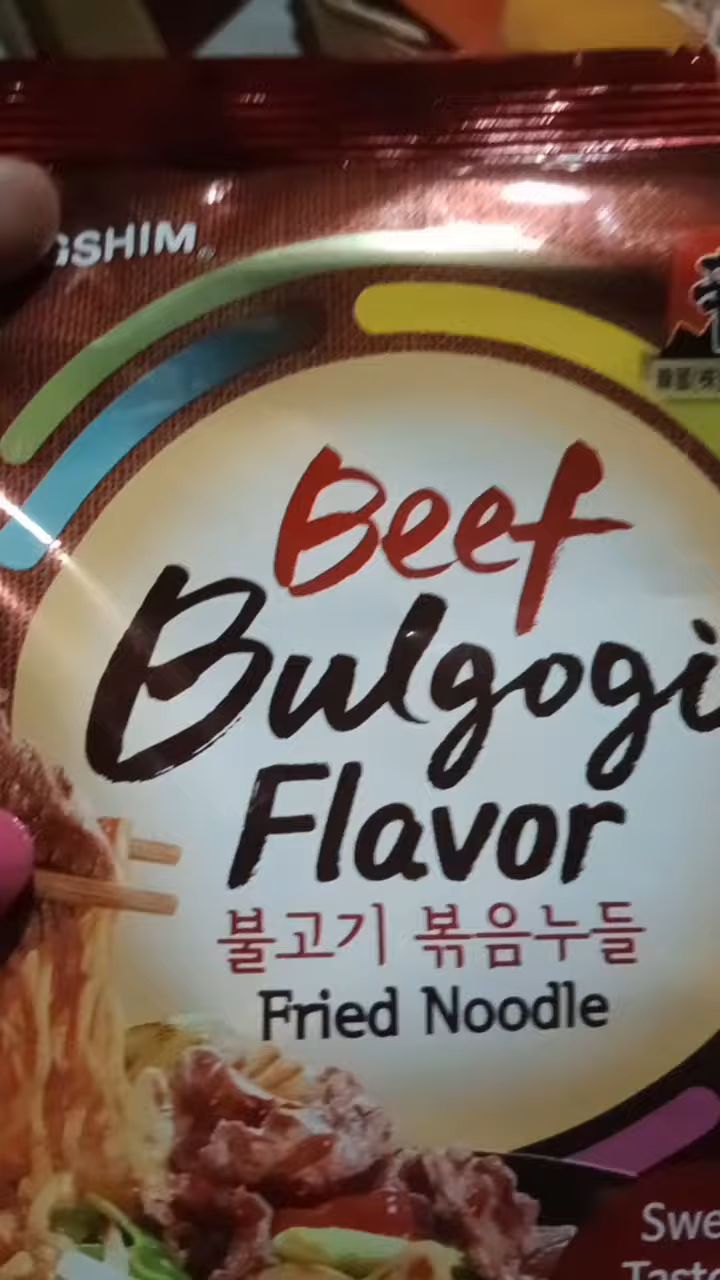 GSHIM
Beef
Bulgogi
Flavor
불고기 볶음누들
Fried Noodle